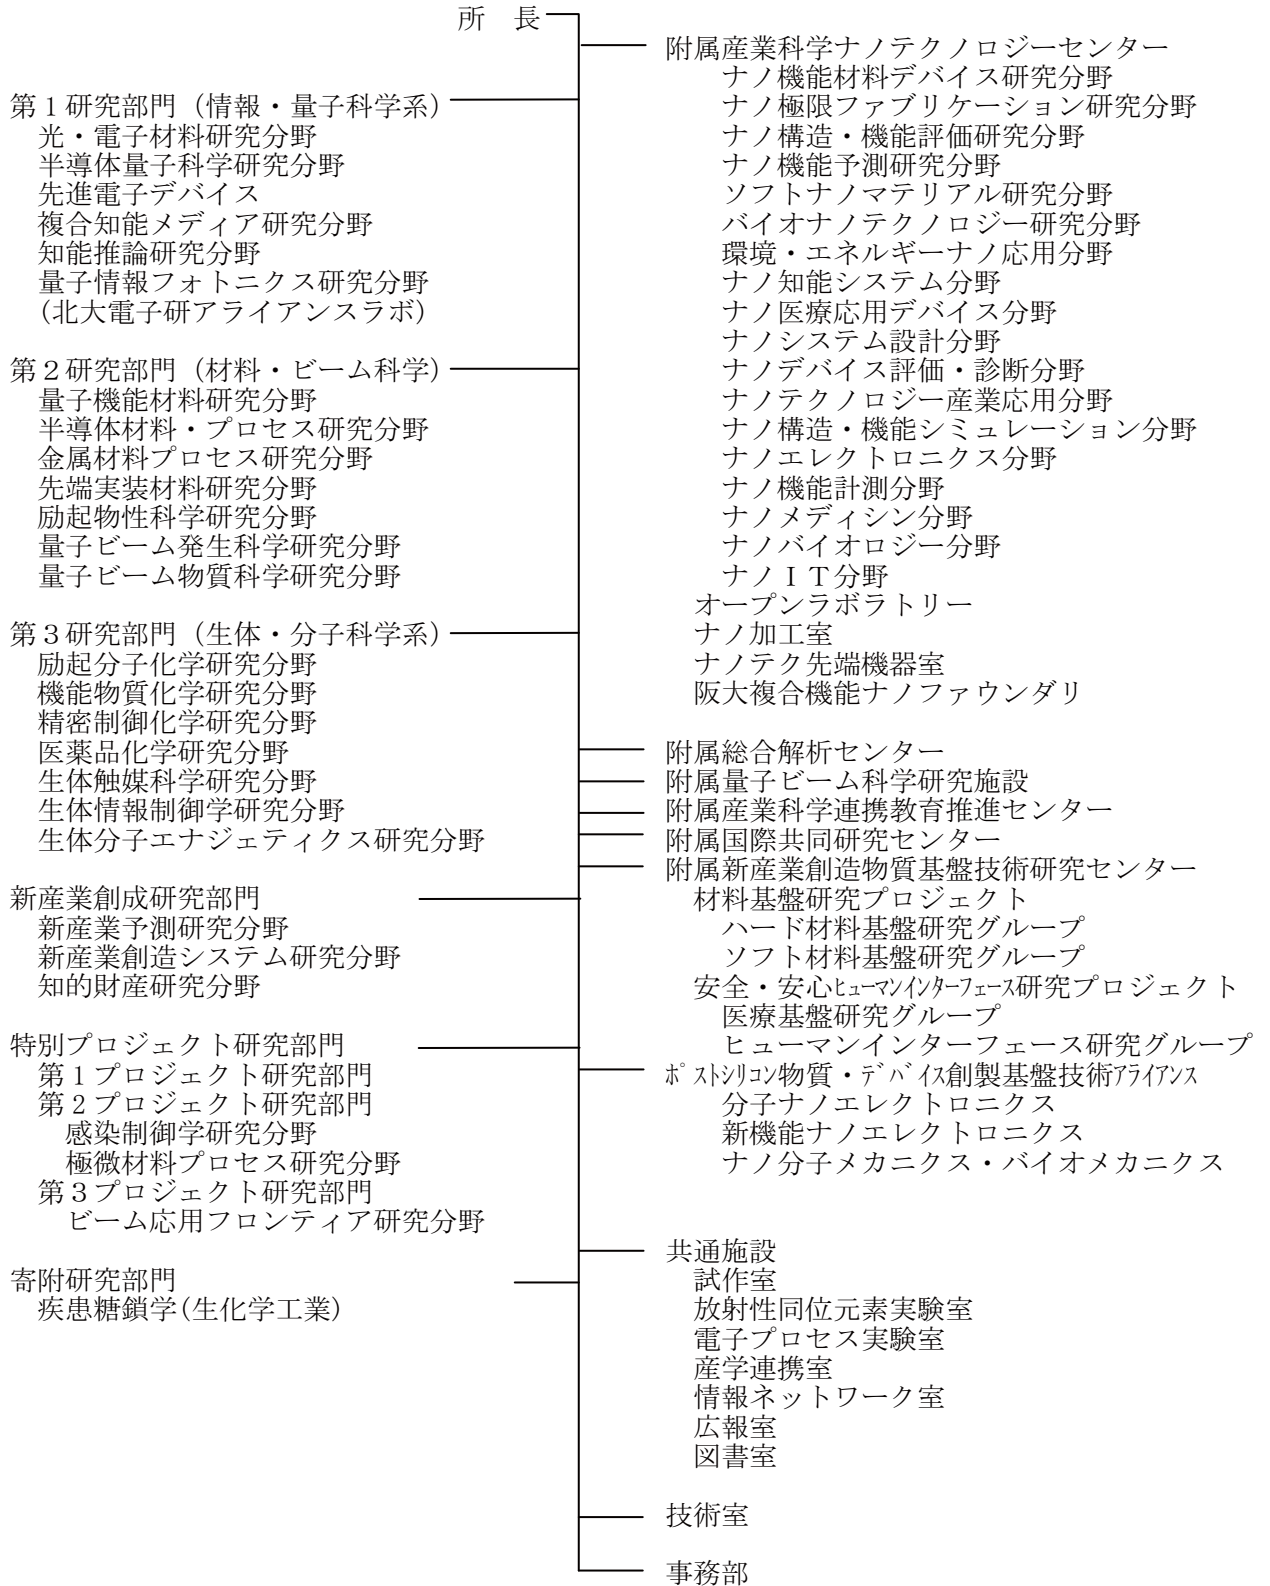 所　長
第１研究部門（情報・量子科学系）
光・電子材料研究分野
半導体量子科学研究分野
先進電子デバイス
複合知能メディア研究分野
知能推論研究分野
量子情報フォトニクス研究分野
(北大電子研アライアンスラボ)
第２研究部門（材料・ビーム科学）
量子機能材料研究分野
半導体材料・プロセス研究分野
金属材料プロセス研究分野
先端実装材料研究分野
励起物性科学研究分野
量子ビーム発生科学研究分野
量子ビーム物質科学研究分野
第３研究部門（生体・分子科学系）
励起分子化学研究分野
機能物質化学研究分野
精密制御化学研究分野
医薬品化学研究分野
生体触媒科学研究分野
生体情報制御学研究分野
生体分子エナジェティクス研究分野
新産業創成研究部門
新産業予測研究分野
新産業創造システム研究分野
知的財産研究分野
特別プロジェクト研究部門
第１プロジェクト研究部門
第２プロジェクト研究部門
感染制御学研究分野
極微材料プロセス研究分野
第３プロジェクト研究部門
ビーム応用フロンティア研究分野
寄附研究部門
疾患糖鎖学(生化学工業)
附属産業科学ナノテクノロジーセンター
ナノ機能材料デバイス研究分野
ナノ極限ファブリケーション研究分野
ナノ構造・機能評価研究分野
ナノ機能予測研究分野
ソフトナノマテリアル研究分野
バイオナノテクノロジー研究分野
環境・エネルギーナノ応用分野
ナノ知能システム分野
ナノ医療応用デバイス分野
ナノシステム設計分野
ナノデバイス評価・診断分野
ナノテクノロジー産業応用分野
ナノ構造・機能シミュレーション分野
ナノエレクトロニクス分野
ナノ機能計測分野
ナノメディシン分野
ナノバイオロジー分野
ナノＩＴ分野
オープンラボラトリー
ナノ加工室
ナノテク先端機器室
阪大複合機能ナノファウンダリ
附属総合解析センター
附属量子ビーム科学研究施設
附属産業科学連携教育推進センター
附属国際共同研究センター
附属新産業創造物質基盤技術研究センター
材料基盤研究プロジェクト
ハード材料基盤研究グループ
ソフト材料基盤研究グループ
安全・安心ﾋｭｰﾏﾝｲﾝﾀｰﾌｪｰｽ研究プロジェクト
医療基盤研究グループ
ヒューマンインターフェース研究グループ
ﾎﾟｽﾄｼﾘｺﾝ物質・ﾃﾞﾊﾞｲｽ創製基盤技術ｱﾗｲｱﾝｽ
分子ナノエレクトロニクス
新機能ナノエレクトロニクス
ナノ分子メカニクス・バイオメカニクス
共通施設
試作室
放射性同位元素実験室
電子プロセス実験室
産学連携室
情報ネットワーク室
広報室
図書室
技術室
事務部